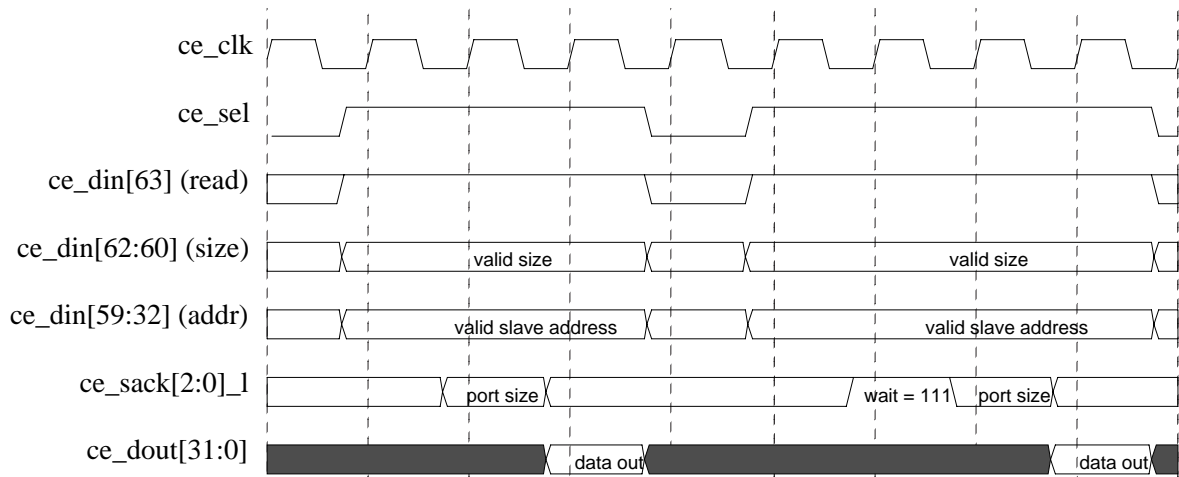 ce_clk
ce_sel
ce_din[63] (read)
ce_din[62:60] (size)
valid size valid size
ce_din[59:32] (addr)
valid slave address valid slave address
ce_sack[2:0]_l
port size wait = 111 port size
ce_dout[31:0]
data out data out